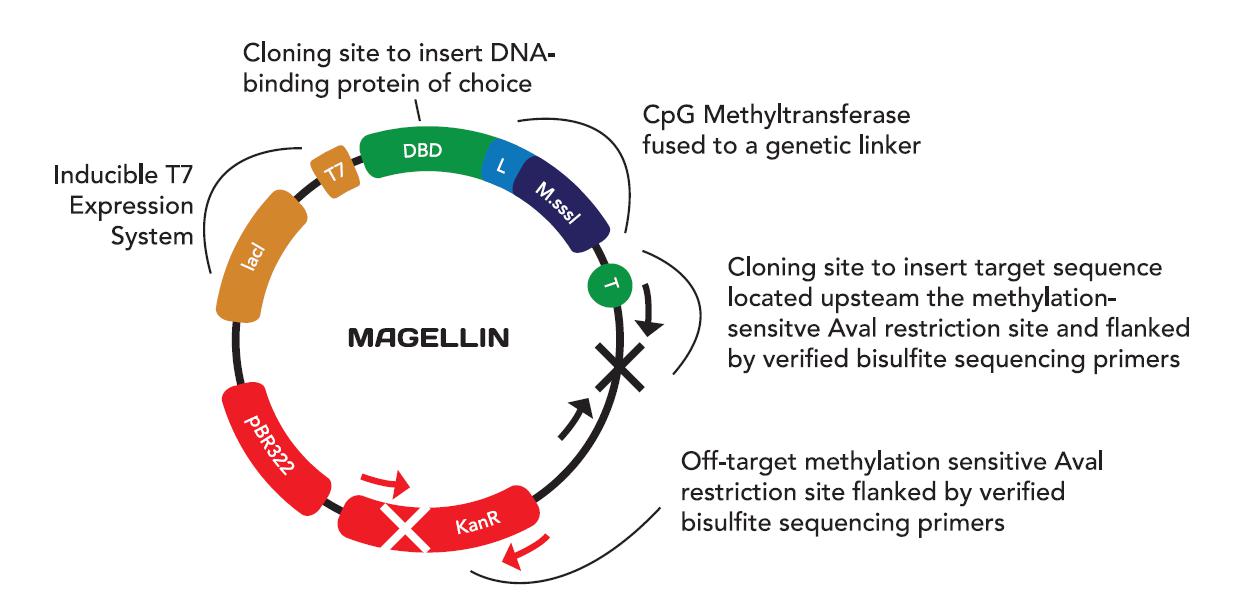 Cloning site to insert DNA-
binding protein of choice
CpG Methyltransferase
fused to a genetic linker
Inducible T7
Expression
System
T7
DBD
L
M.sssI
lacI
T
Cloning site to insert target sequence
located upsteam the methylation-
sensitve AvaI restriction site and flanked
by verified bisulfite sequencing primers
MAGELLIN
pBR322
KanR
Off-target methylation sensitive AvaI
restriction site flanked by verified
bisulfite sequencing primers